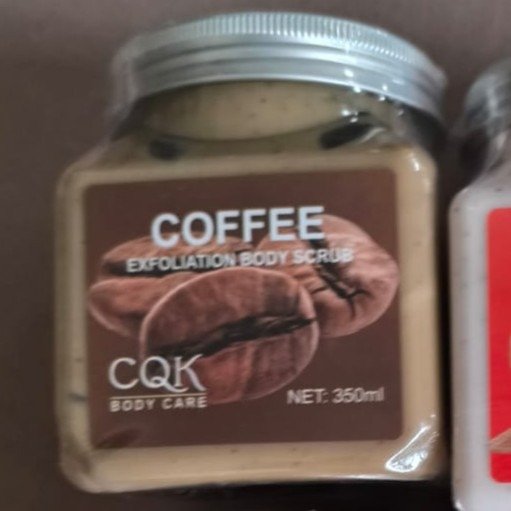 COFFEE
EXFOLIATION BODY SCRUB
CQK
BODY CARE
NET: 350ml